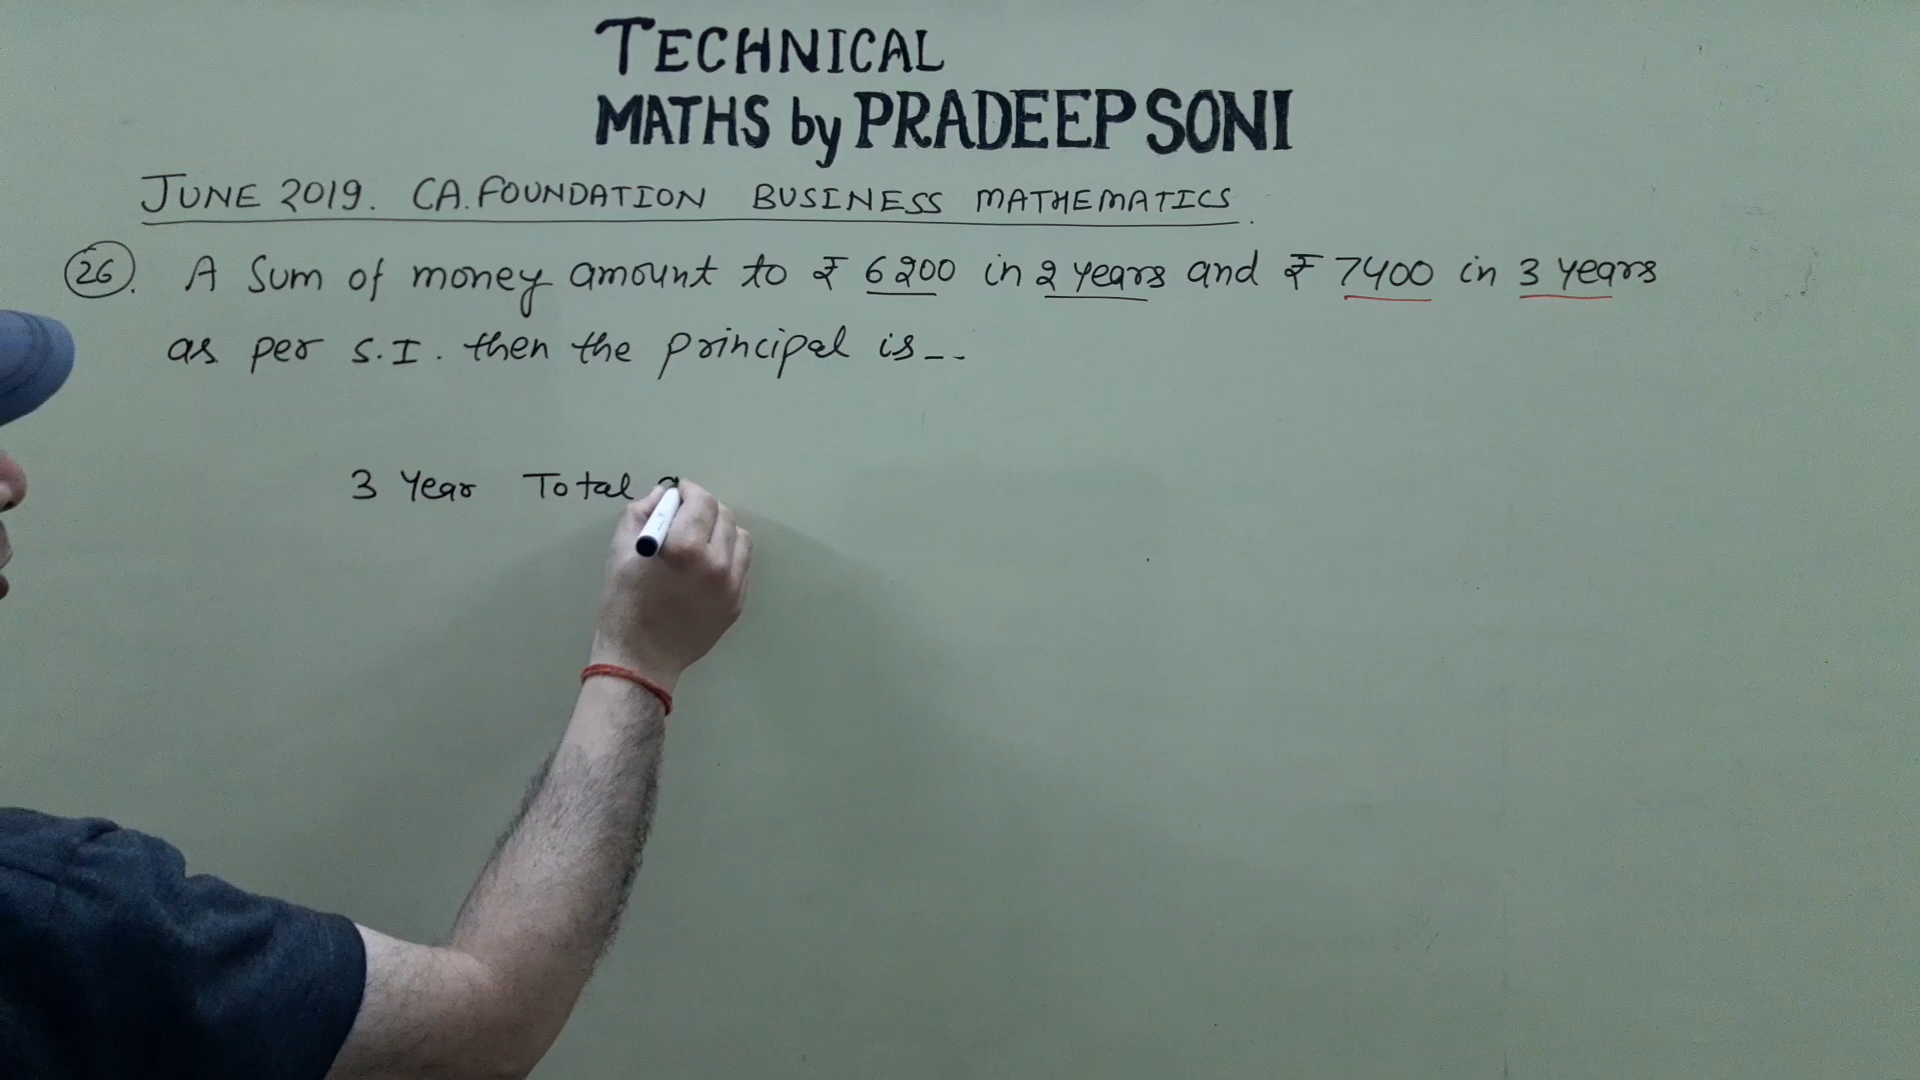 TECHNICAL
MATHS by PRADEEP SONI
JUNE 2019. CA. FOUNDATION BUSINESS MATHEMATICS.
26. A Sum of money amount to ₹ 6200 in 2 years and ₹ 7400 in 3 years
as per S.I. then the principal is_ _.
3 Year Total